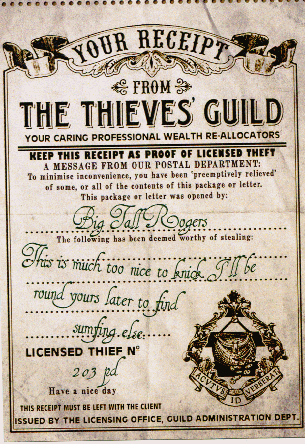 YOUR RECEIPT
FROM
THE THIEVES' GUILD
YOUR CARING PROFESSIONAL WEALTH RE-ALLOCATORS
KEEP THIS RECEIPT AS PROOF OF LICENSED THEFT
A MESSAGE FROM OUR POSTAL DEPARTMENT:
To minimise inconvenience, you have been 'preemptively relieved'
of some, or all of the contents of this package or letter.
This package or letter was opened by:
Big Tall Rogers
The following has been deemed worthy of stealing:
This is much too nice to knick. I'll be
round yours later to find
sumfing else.
LICENSED THIEF Nº
203 pd
Have a nice day
ACVTVS ID VERBERAT
THIS RECEIPT MUST BE LEFT WITH THE CLIENT
ISSUED BY THE LICENSING OFFICE, GUILD ADMINISTRATION DEPT.